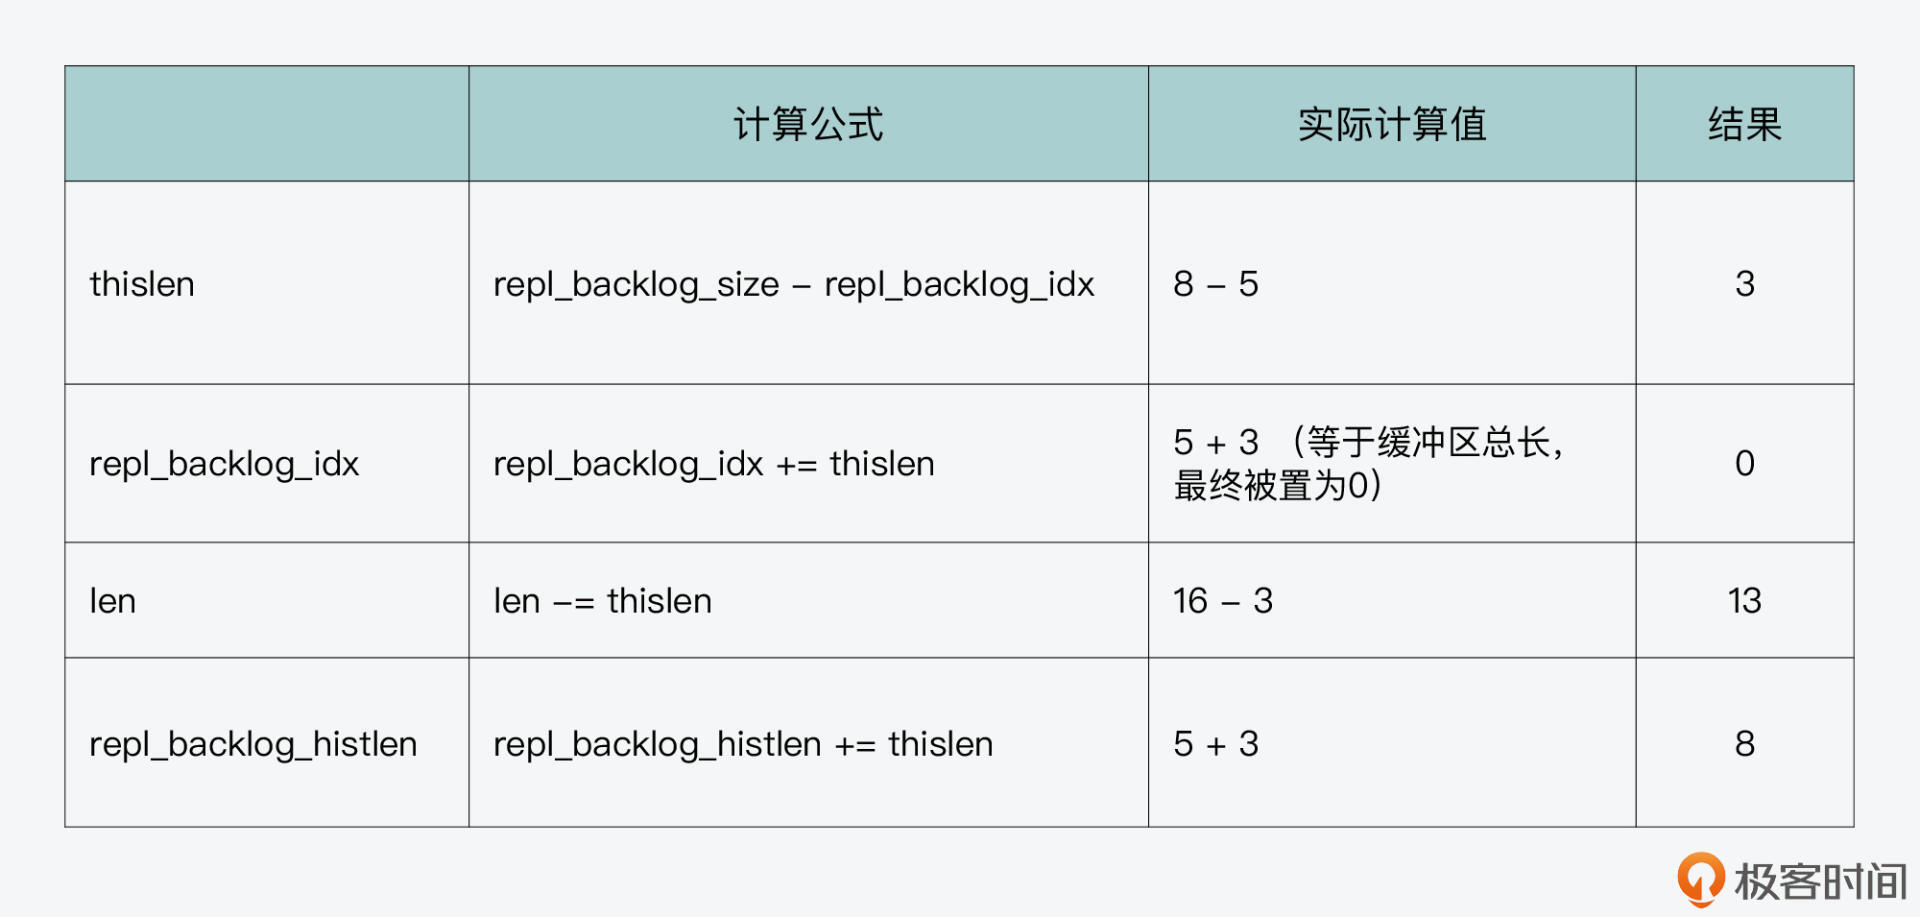 计算公式 实际计算值 结果
thislen repl_backlog_size – repl_backlog_idx 8 – 5 3
repl_backlog_idx repl_backlog_idx += thislen 5 + 3 （等于缓冲区总长， 0
最终被置为0）
len len –= thislen 16 – 3 13
repl_backlog_histlen repl_backlog_histlen += thislen 5 + 3 8
极客时间